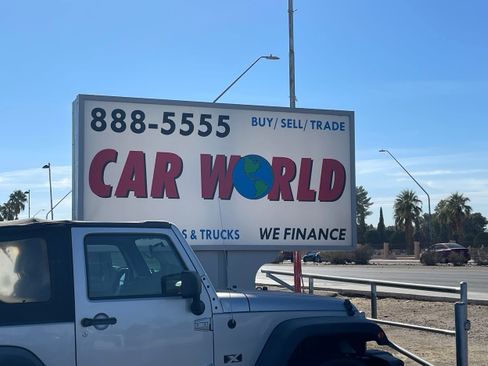 888-5555 BUY/ SELL/ TRADE
CAR WORLD
& TRUCKS WE FINANCE
X